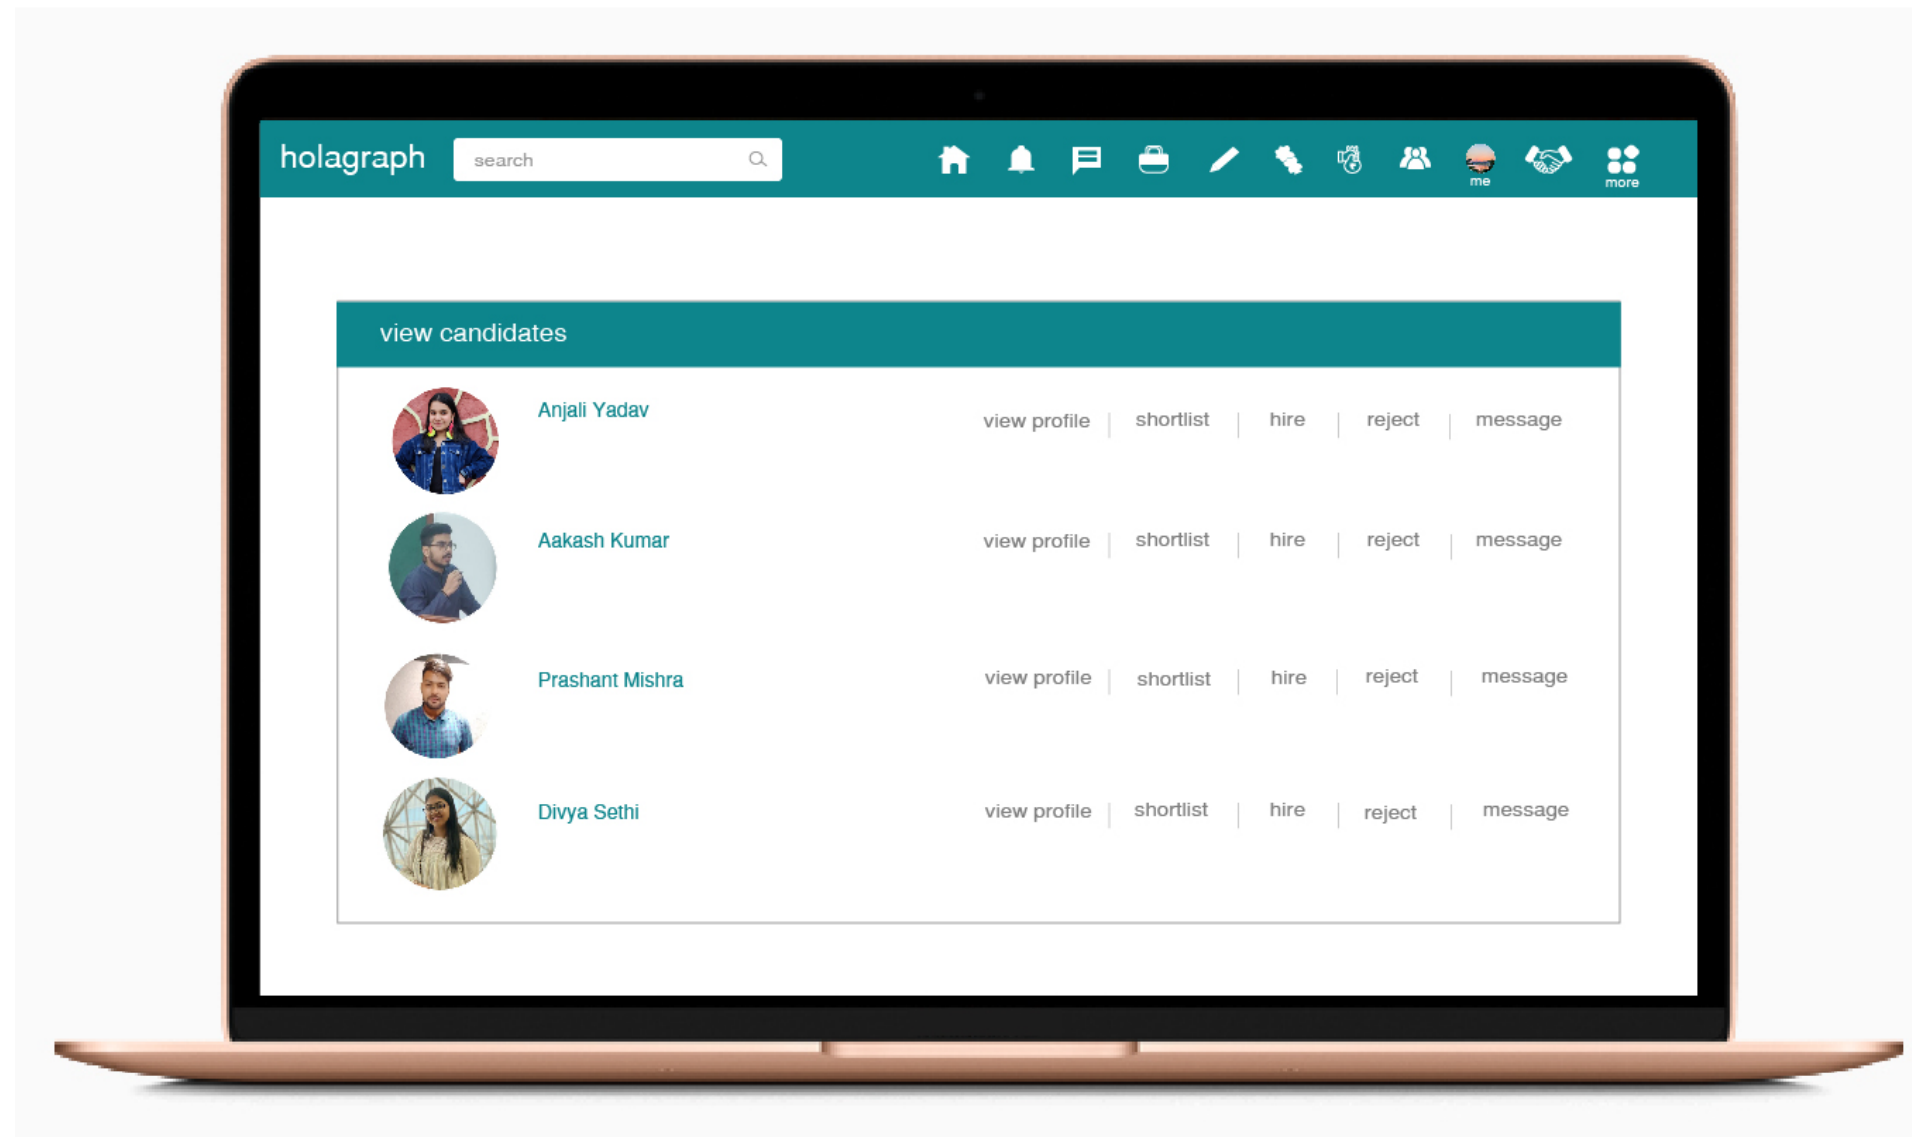 holagraph search
me more
view candidates
Anjali Yadav view profile shortlist hire reject message
Aakash Kumar view profile shortlist hire reject message
Prashant Mishra view profile shortlist hire reject message
Divya Sethi view profile shortlist hire reject message